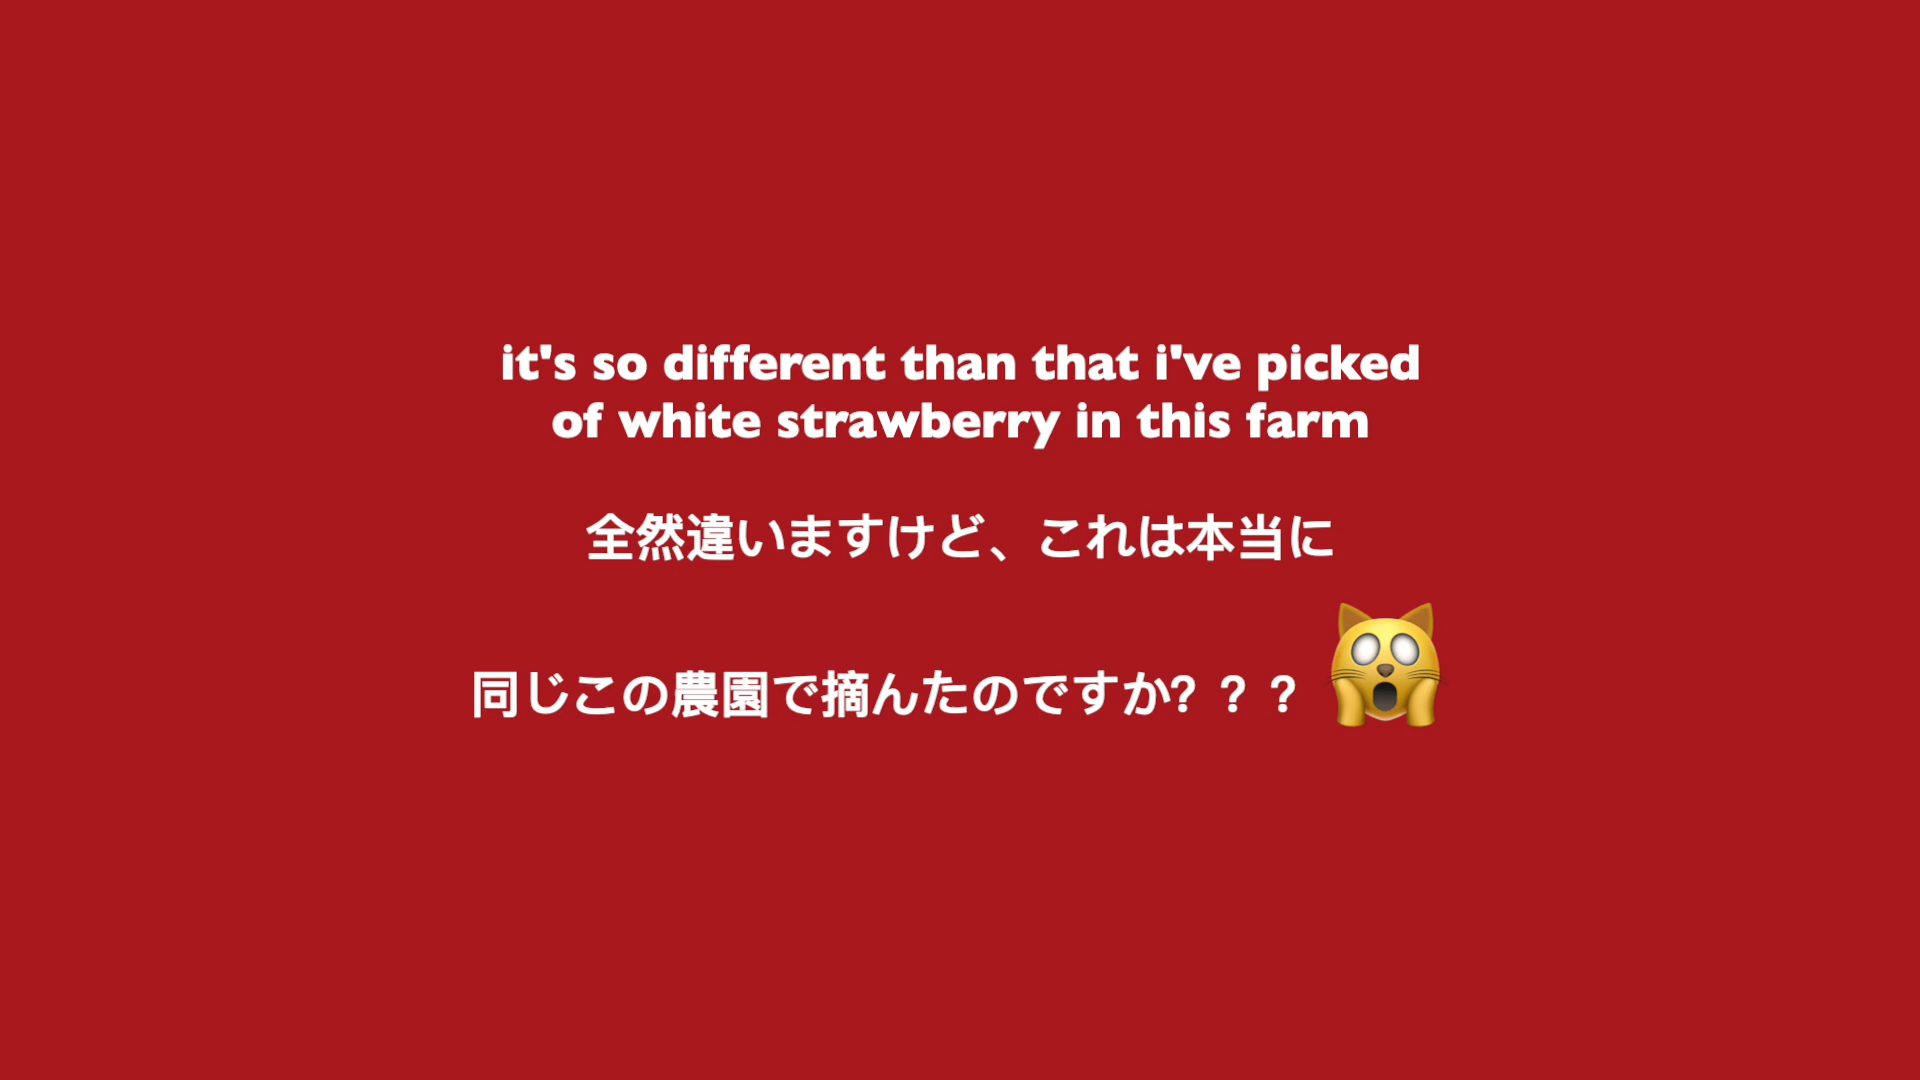 it's so different than that i've picked
of white strawberry in this farm
全然違いますけど、これは本当に
同じこの農園で摘んたのですか？？？🙀